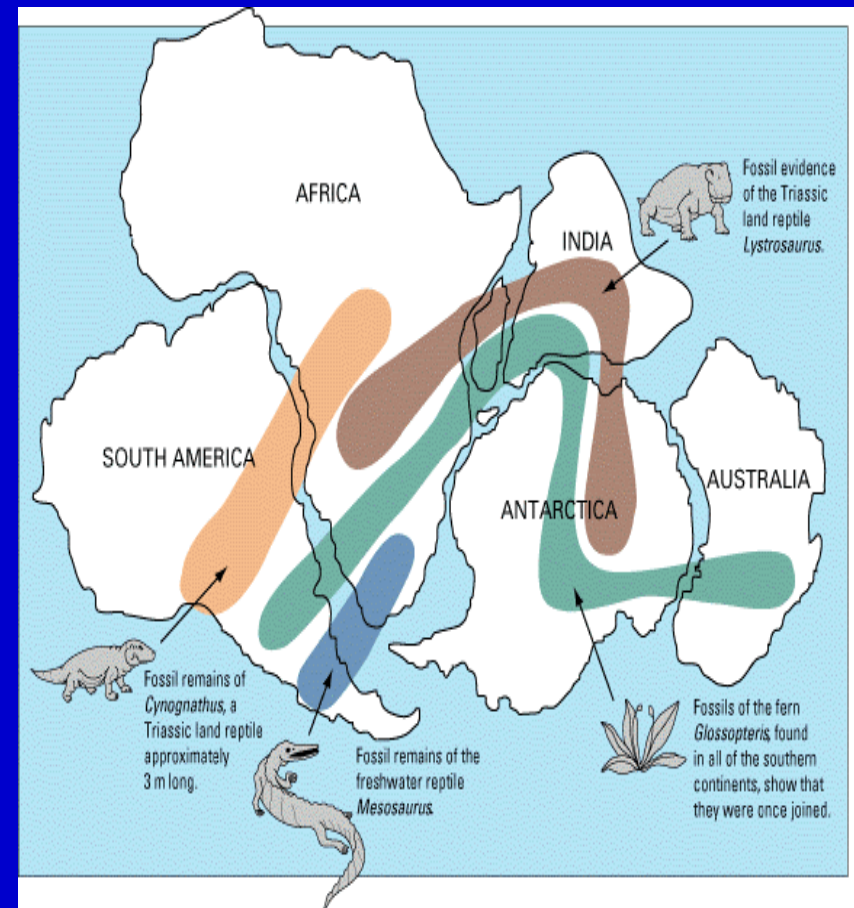 AFRICA
Fossil evidence
of the Triassic
land reptile
Lystrosaurus.
INDIA
SOUTH AMERICA
AUSTRALIA
ANTARCTICA
Fossil remains of
Cynognathus, a
Triassic land reptile
approximately
3 m long.
Fossil remains of the
freshwater reptile
Mesosaurus.
Fossils of the fern
Glossopteris, found
in all of the southern
continents, show that
they were once joined.